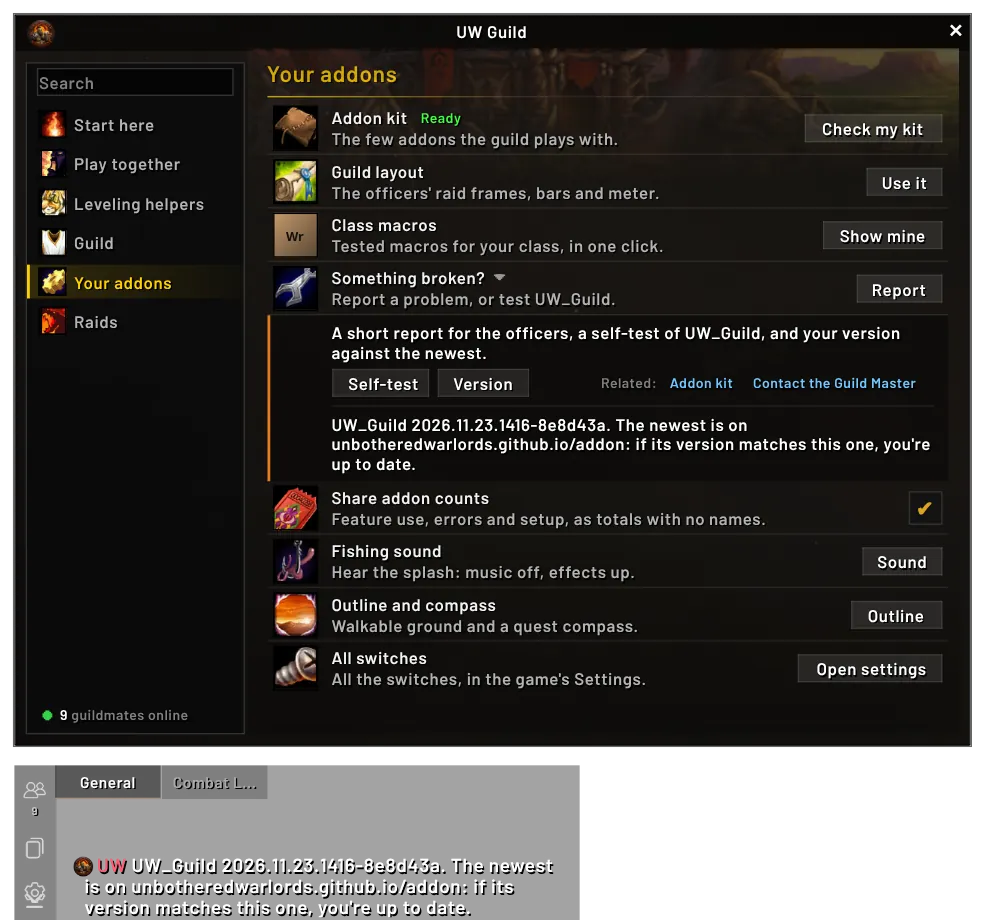 UW Guild
Search
Start here
Play together
Leveling helpers
Guild
Your addons
Raids
9 guildmates online
Your addons
Addon kit Ready
The few addons the guild plays with.
Check my kit
Guild layout
The officers' raid frames, bars and meter.
Use it
Wr
Class macros
Tested macros for your class, in one click.
Show mine
Something broken?
Report a problem, or test UW_Guild.
Report
A short report for the officers, a self-test of UW_Guild, and your version
against the newest.
Self-test Version Related: Addon kit Contact the Guild Master
UW_Guild 2026.11.23.1416-8e8d43a. The newest is on
unbotheredwarlords.github.io/addon: if its version matches this one, you're
up to date.
Share addon counts
Feature use, errors and setup, as totals with no names.
Fishing sound
Hear the splash: music off, effects up.
Sound
Outline and compass
Walkable ground and a quest compass.
Outline
All switches
All the switches, in the game's Settings.
Open settings
General Combat L...
9
UW UW_Guild 2026.11.23.1416-8e8d43a. The newest
is on unbotheredwarlords.github.io/addon: if its
version matches this one, you're up to date.